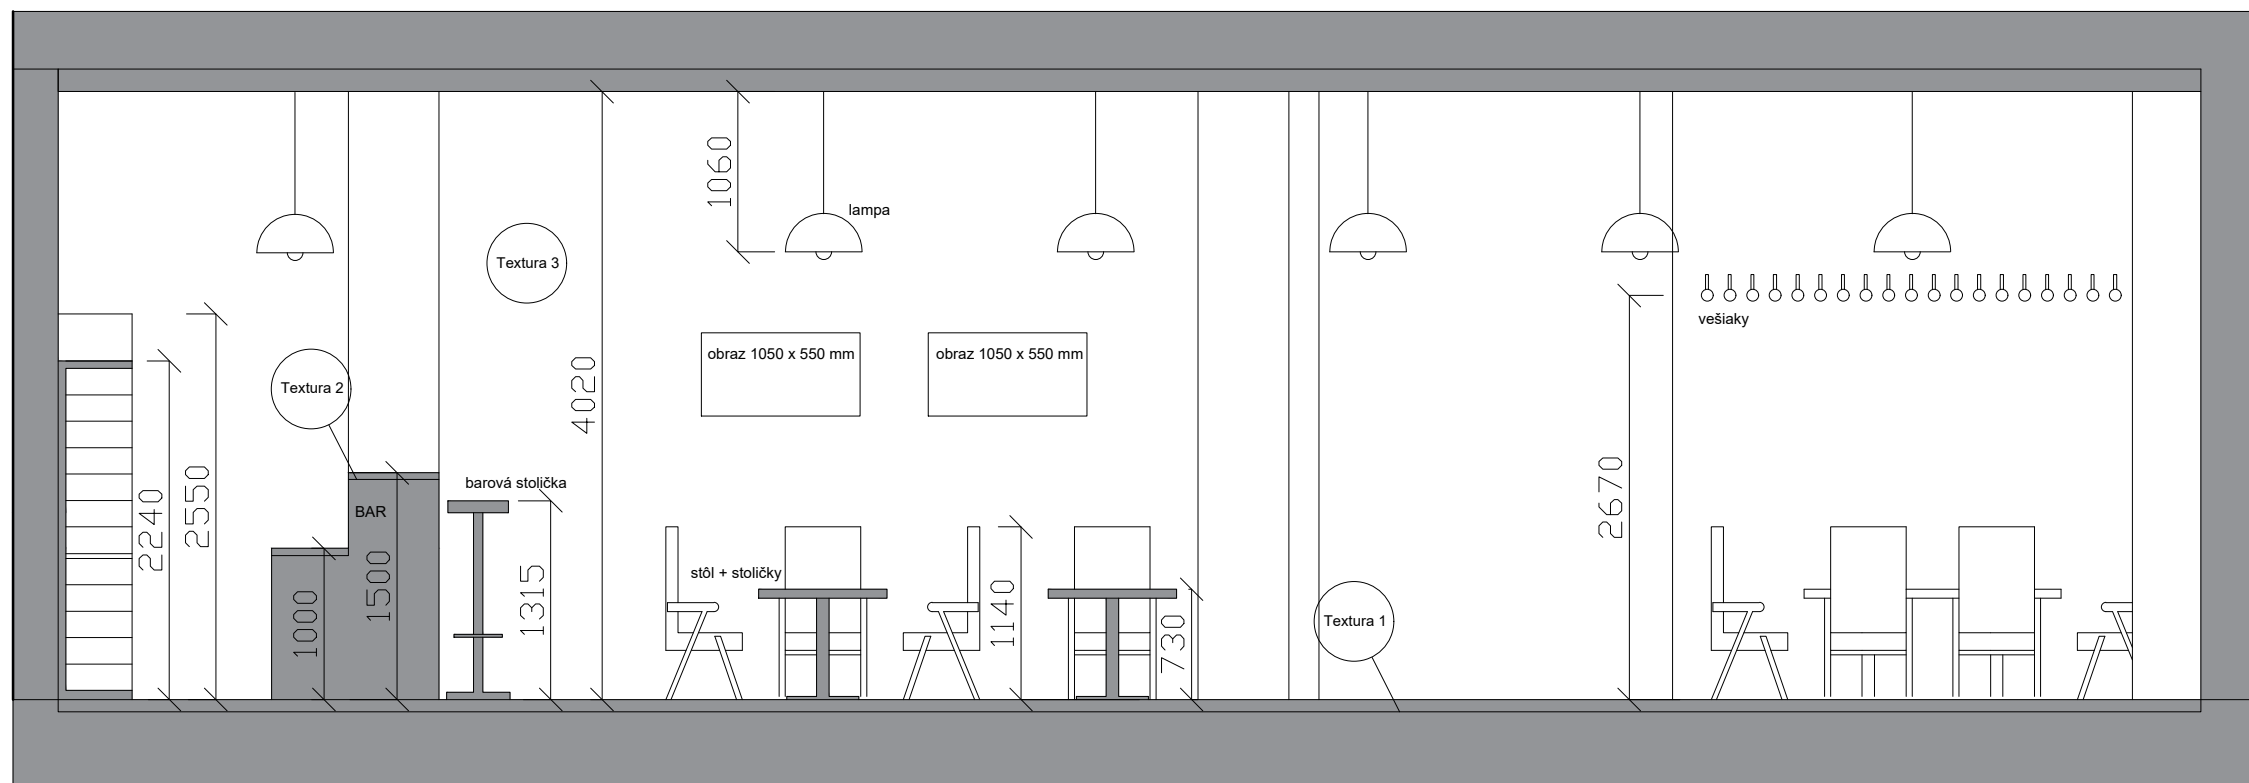 1060
lampa
Textura 3
vešiaky
obraz 1050 x 550 mm
obraz 1050 x 550 mm
Textura 2
4020
barová stolička
2670
2550
2240
BAR
1500
stôl + stoličky
1315
1140
1000
730
Textura 1